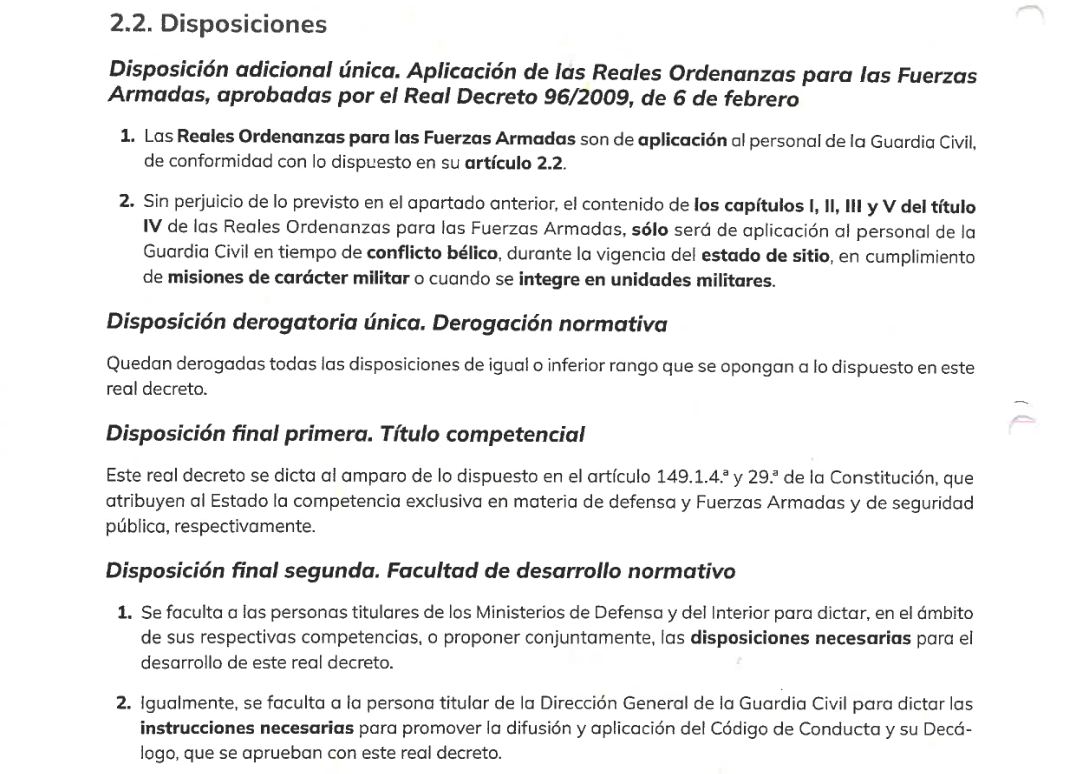 2.2. Disposiciones
Disposición adicional única. Aplicación de las Reales Ordenanzas para las Fuerzas
Armadas, aprobadas por el Real Decreto 96/2009, de 6 de febrero
1. Las Reales Ordenanzas para las Fuerzas Armadas son de aplicación al personal de la Guardia Civil,
de conformidad con lo dispuesto en su artículo 2.2.
2. Sin perjuicio de lo previsto en el apartado anterior, el contenido de los capítulos I, II, III y V del título
IV de las Reales Ordenanzas para las Fuerzas Armadas, sólo será de aplicación al personal de la
Guardia Civil en tiempo de conflicto bélico, durante la vigencia del estado de sitio, en cumplimiento
de misiones de carácter militar o cuando se integre en unidades militares.
Disposición derogatoria única. Derogación normativa
Quedan derogadas todas las disposiciones de igual o inferior rango que se opongan a lo dispuesto en este
real decreto.
Disposición final primera. Título competencial
Este real decreto se dicta al amparo de lo dispuesto en el artículo 149.1.4.ª y 29.ª de la Constitución, que
atribuyen al Estado la competencia exclusiva en materia de defensa y Fuerzas Armadas y de seguridad
pública, respectivamente.
Disposición final segunda. Facultad de desarrollo normativo
1. Se faculta a las personas titulares de los Ministerios de Defensa y del Interior para dictar, en el ámbito
de sus respectivas competencias, o proponer conjuntamente, las disposiciones necesarias para el
desarrollo de este real decreto.
2. Igualmente, se faculta a la persona titular de la Dirección General de la Guardia Civil para dictar las
instrucciones necesarias para promover la difusión y aplicación del Código de Conducta y su Decá-
logo, que se aprueban con este real decreto.